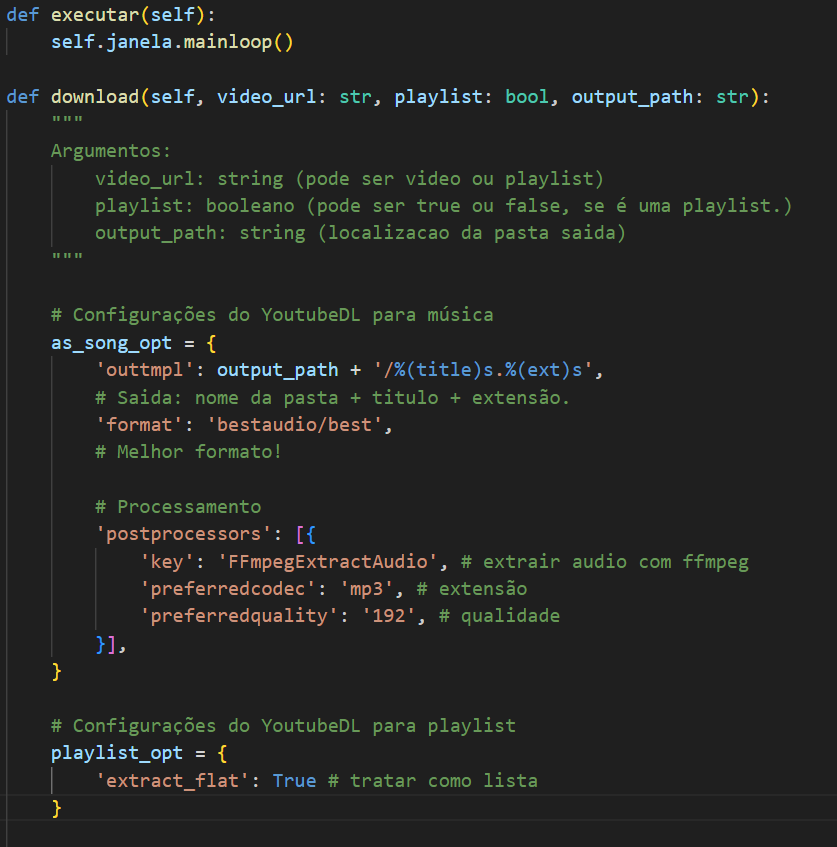 def executar(self):
    self.janela.mainloop()

def download(self, video_url: str, playlist: bool, output_path: str):
    """
    Argumentos:
        video_url: string (pode ser video ou playlist)
        playlist: booleano (pode ser true ou false, se é uma playlist.)
        output_path: string (localizacao da pasta saida)
    """

    # Configurações do YoutubeDL para música
    as_song_opt = {
        'outtmpl': output_path + '/%(title)s.%(ext)s',
        # Saida: nome da pasta + titulo + extensão.
        'format': 'bestaudio/best',
        # Melhor formato!

        # Processamento
        'postprocessors': [{
            'key': 'FFmpegExtractAudio', # extrair audio com ffmpeg
            'preferredcodec': 'mp3', # extensão
            'preferredquality': '192', # qualidade
        }],
    }

    # Configurações do YoutubeDL para playlist
    playlist_opt = {
        'extract_flat': True # tratar como lista
    }